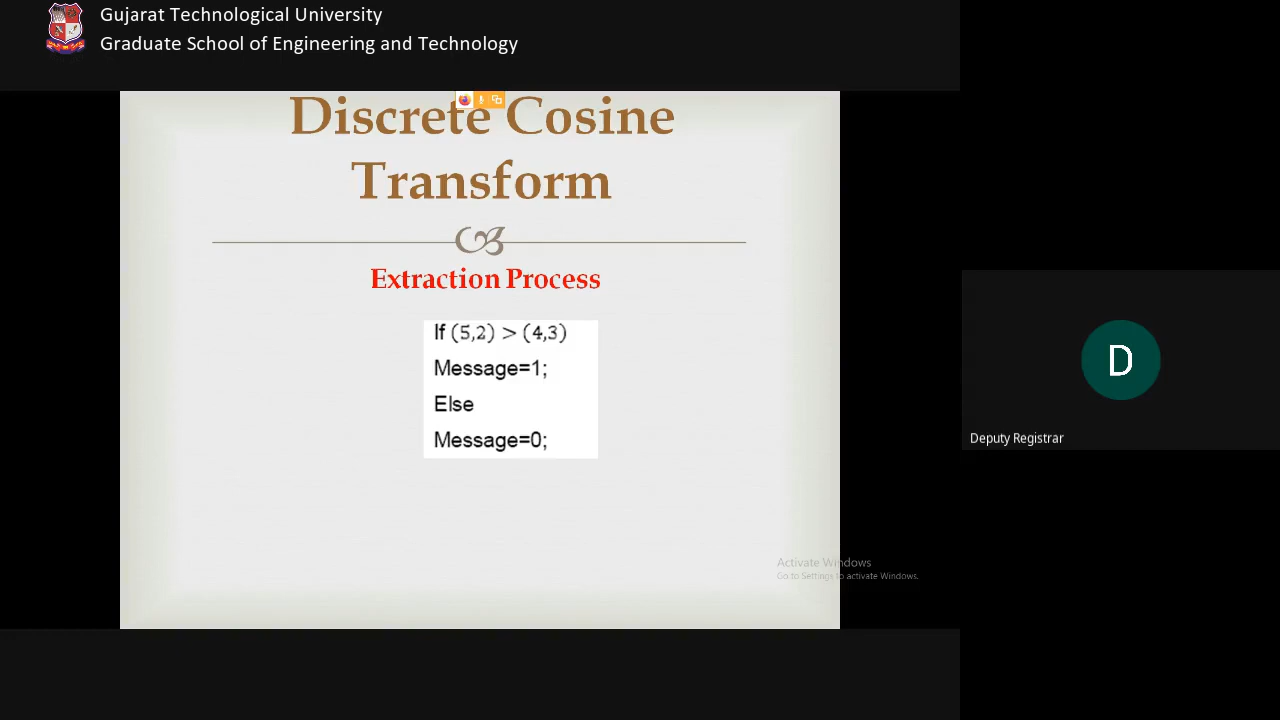 Gujarat Technological University
Graduate School of Engineering and Technology
Discrete Cosine
Transform
Extraction Process
If (5,2) > (4,3)
Message=1;
Else
Message=0;
D
Deputy Registrar
Activate Windows
Go to Settings to activate Windows.